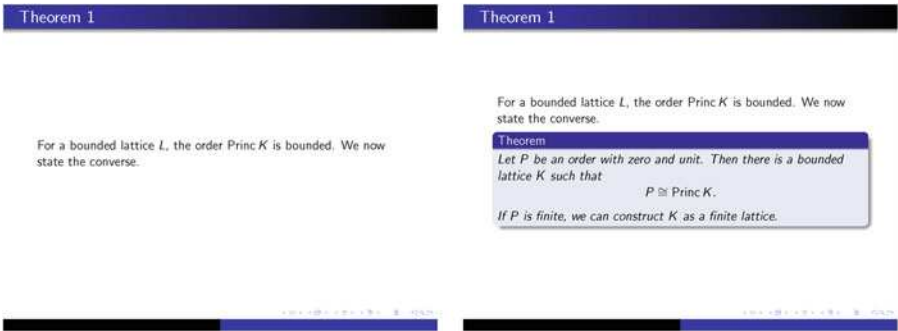 Theorem 1
For a bounded lattice L, the order Princ K is bounded. We now
state the converse.
Theorem 1
For a bounded lattice L, the order Princ K is bounded. We now
state the converse.
Theorem
Let P be an order with zero and unit. Then there is a bounded
lattice K such that
P ≅ Princ K.
If P is finite, we can construct K as a finite lattice.